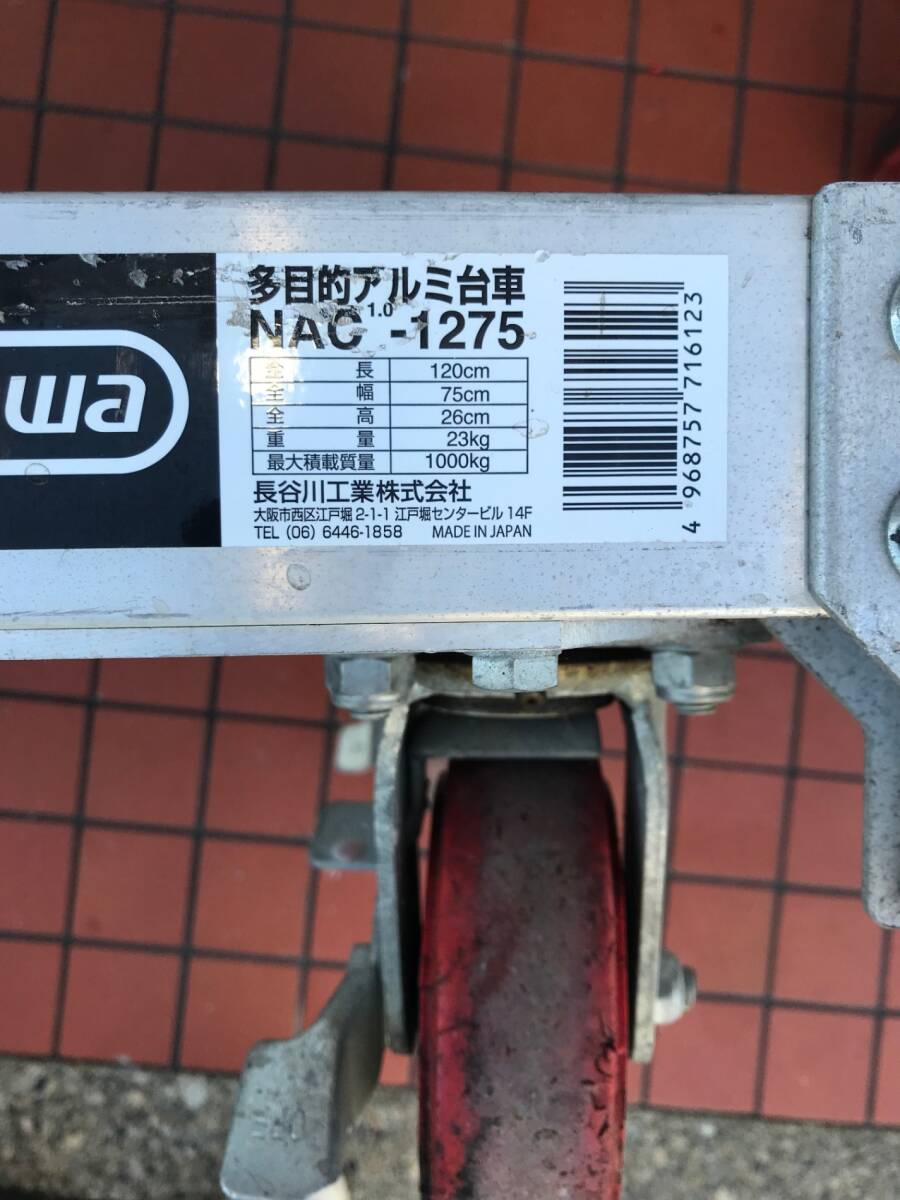 wa
多目的アルミ台車
NAC1.0-1275
全長 120cm
全幅 75cm
全高 26cm
重量 23kg
最大積載質量 1000kg
長谷川工業株式会社
大阪市西区江戸堀 2-1-1 江戸堀センタービル 14F
TEL (06) 6446-1858 MADE IN JAPAN
4 968757 716123